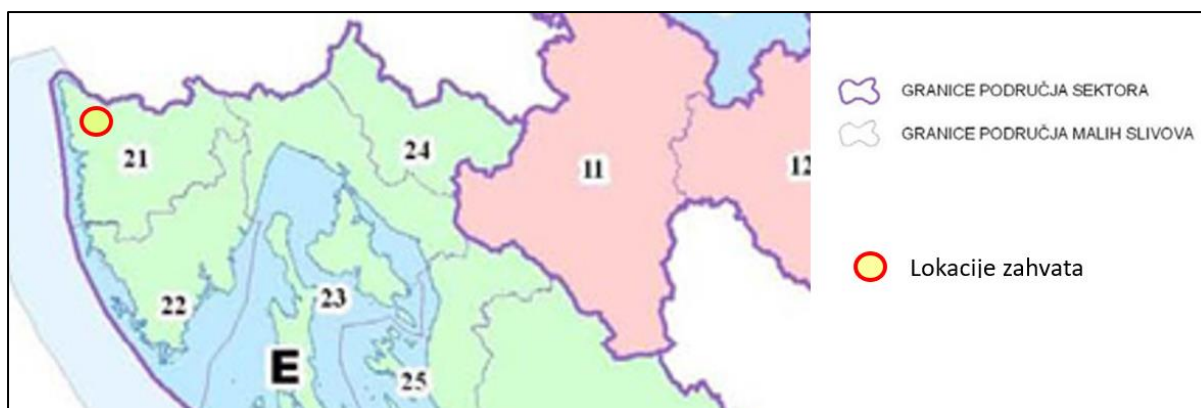 21
24
11
12
22
23
E
25
GRANICE PODRUČJA SEKTORA
GRANICE PODRUČJA MALIH SLIVOVA
Lokacije zahvata